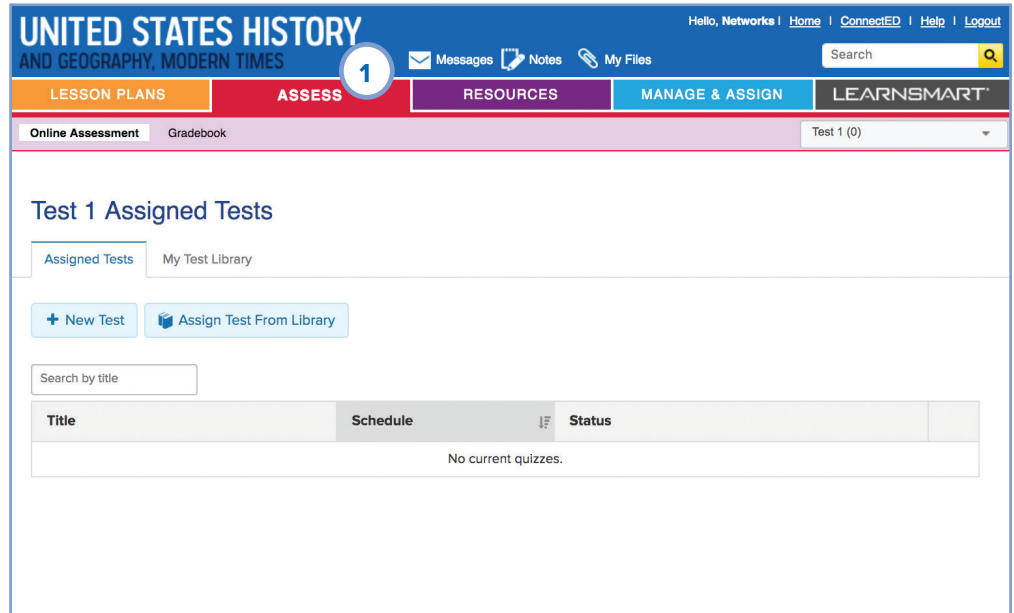 UNITED STATES HISTORY
AND GEOGRAPHY, MODERN TIMES
Hello, Networks | Home | ConnectED | Help | Logout
Messages Notes My Files
Search
1
LESSON PLANS ASSESS RESOURCES MANAGE & ASSIGN LEARNSMART
Online Assessment Gradebook Test 1 (0)
Test 1 Assigned Tests
Assigned Tests My Test Library
+ New Test Assign Test From Library
Search by title
Title Schedule Status
No current quizzes.